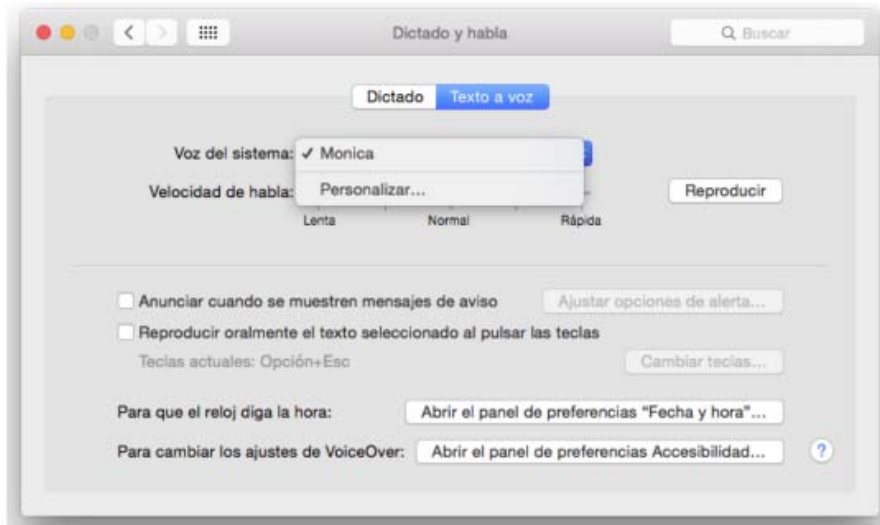 Dictado y habla
Buscar
Dictado Texto a voz
Voz del sistema: ✓ Monica
Personalizar...
Velocidad de habla: Reproducir
Lenta Normal Rápida
Anunciar cuando se muestren mensajes de aviso Ajustar opciones de alerta...
Reproducir oralmente el texto seleccionado al pulsar las teclas
Teclas actuales: Opción+Esc Cambiar teclas...
Para que el reloj diga la hora: Abrir el panel de preferencias “Fecha y hora”...
Para cambiar los ajustes de VoiceOver: Abrir el panel de preferencias Accesibilidad... ?